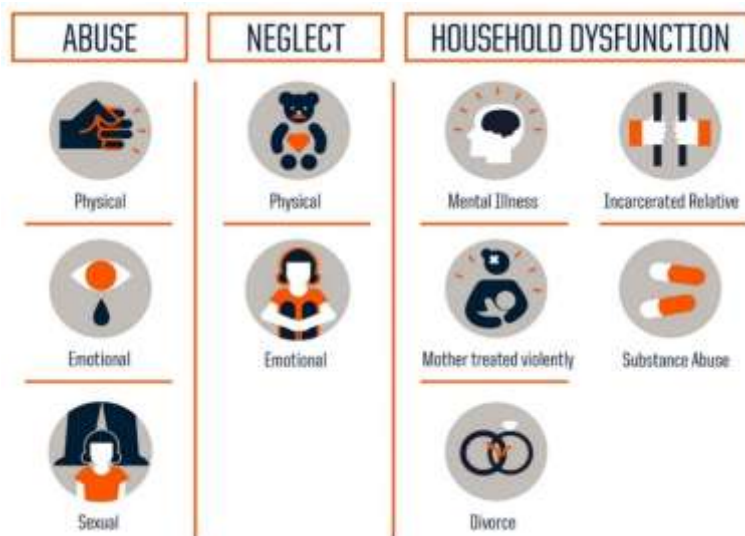 ABUSE
NEGLECT
HOUSEHOLD DYSFUNCTION
Physical
Physical
Mental Illness
Incarcerated Relative
Emotional
Emotional
Mother treated violently
Substance Abuse
Sexual
Divorce